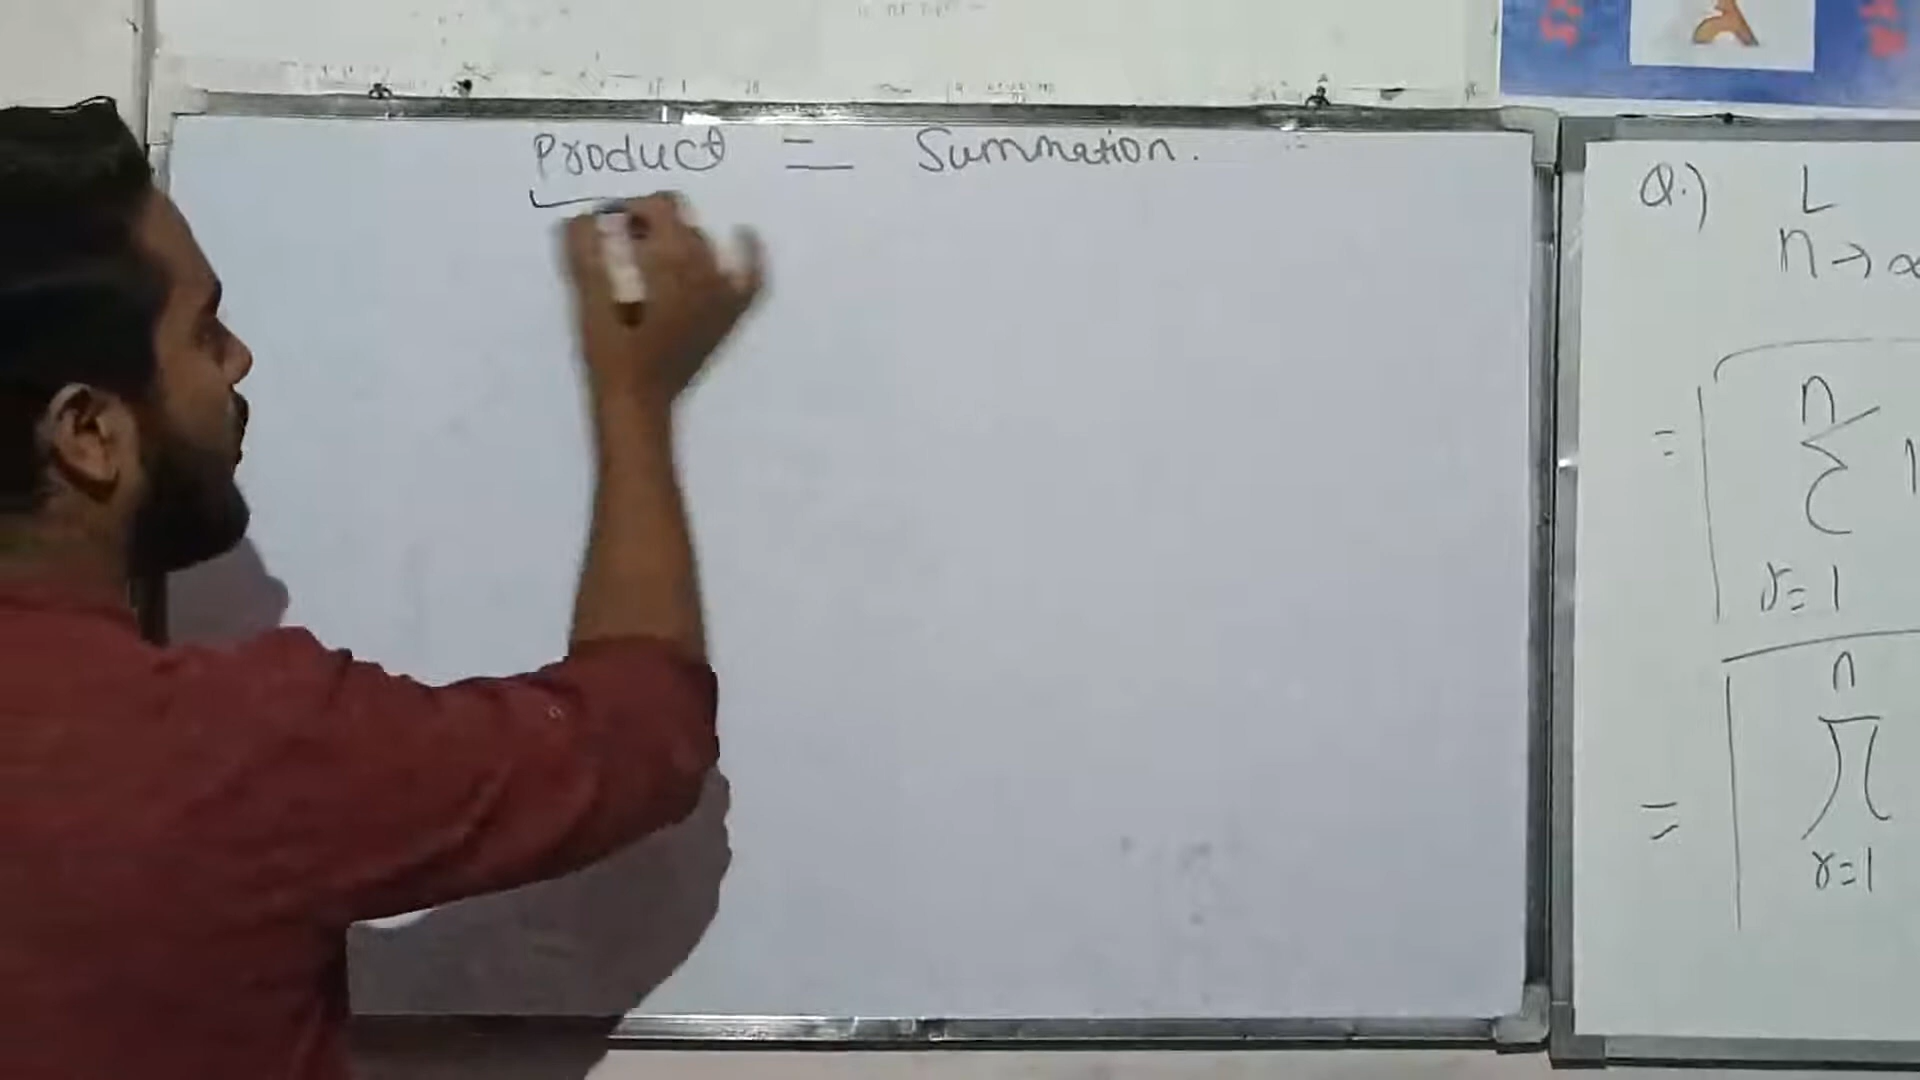 Product = Summation.
Q.) L
n→∞
= n
Σ
r=1
n
= π
r=1